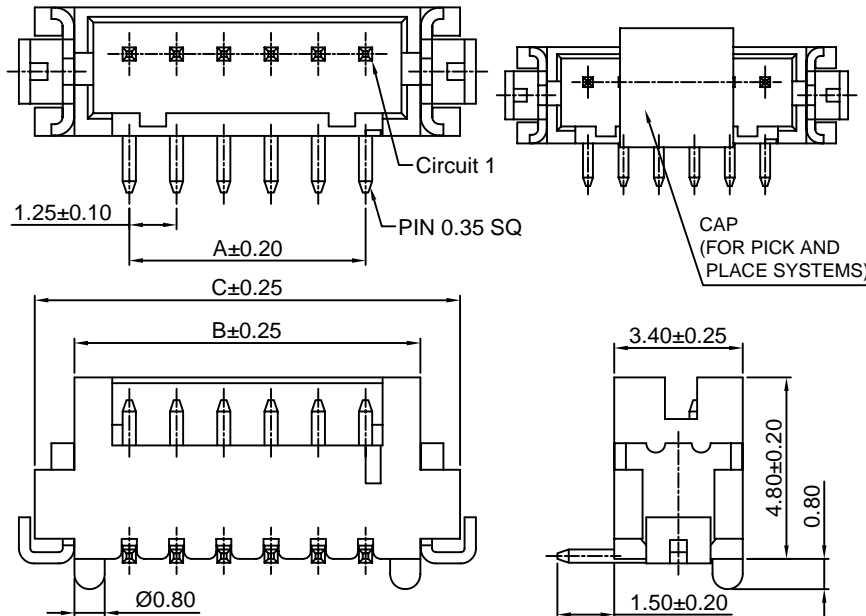 Circuit 1
1.25±0.10
PIN 0.35 SQ
A±0.20
CAP
(FOR PICK AND
PLACE SYSTEMS)
C±0.25
B±0.25
3.40±0.25
4.80±0.20
0.80
Ø0.80
1.50±0.20